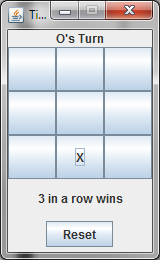 Ti...
O's Turn
X
3 in a row wins
Reset